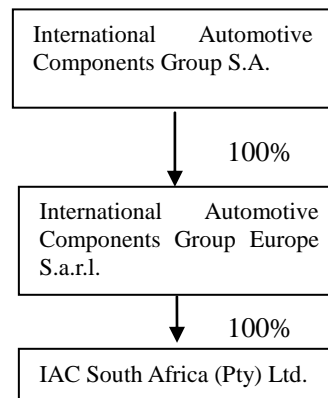 International Automotive
Components Group S.A.
100%
International Automotive
Components Group Europe
S.a.r.l.
100%
IAC South Africa (Pty) Ltd.